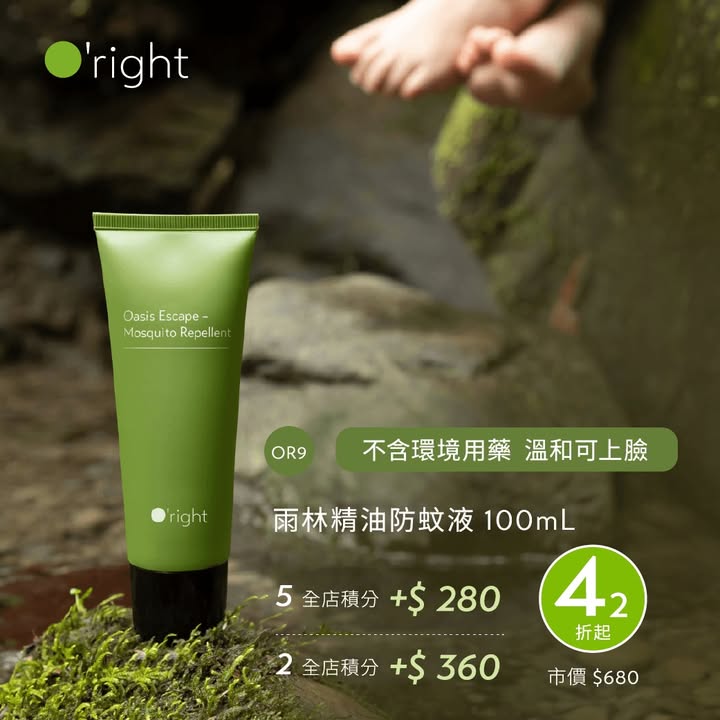 O'right
Oasis Escape –
Mosquito Repellent
O'right
OR9
不含環境用藥 溫和可上臉
雨林精油防蚊液 100mL
5 全店積分 +$ 280
2 全店積分 +$ 360
42
折起
市價 $680